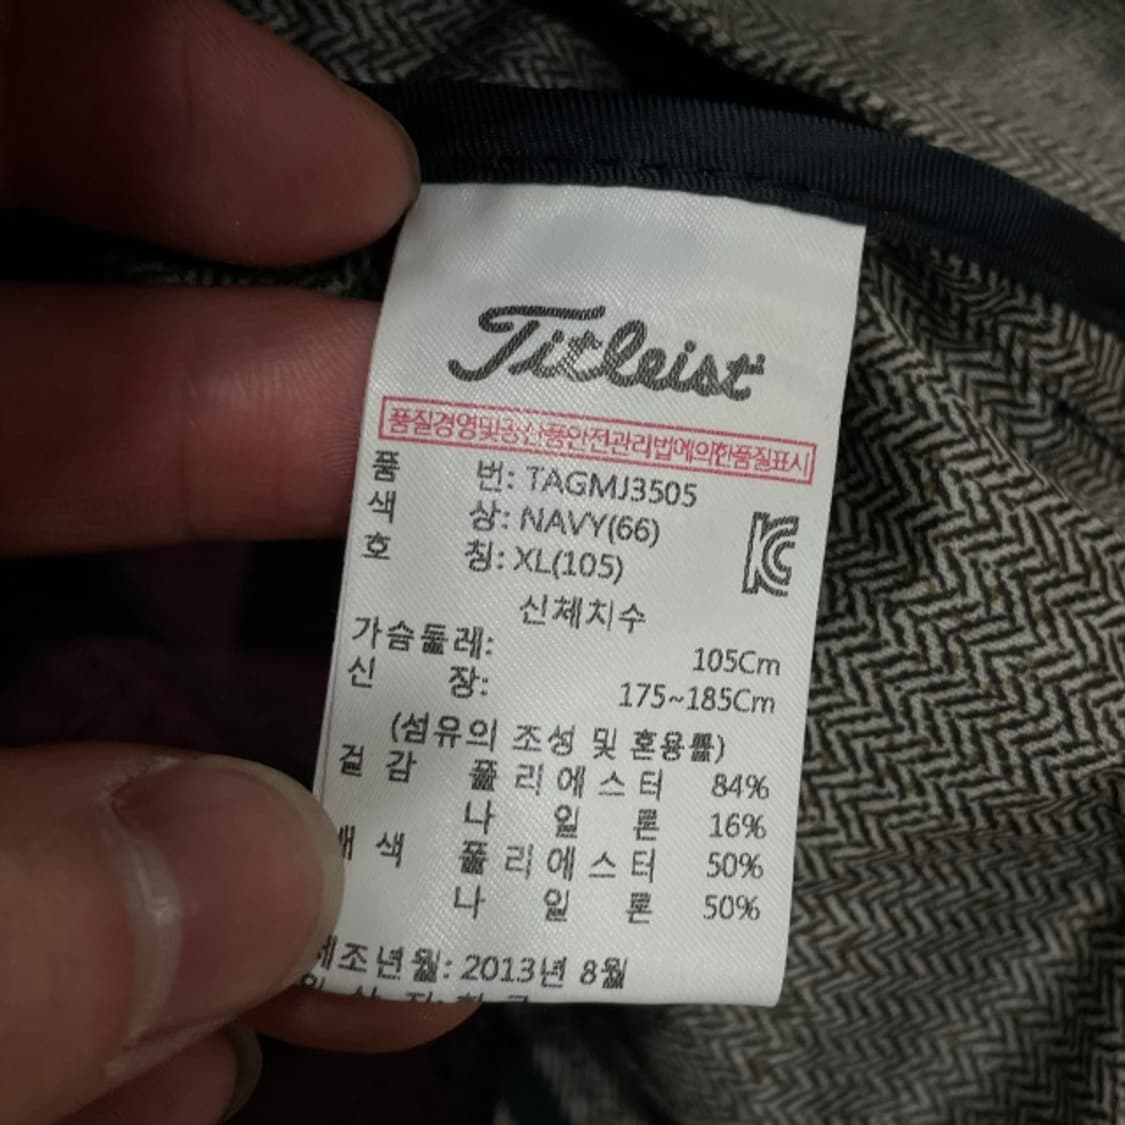 Titleist
품질경영및공산품안전관리법에의한품질표시
품 번: TAGMJ3505
색 상: NAVY(66)
호 칭: XL(105)
신체치수
가슴둘레: 105Cm
신 장: 175~185Cm
(섬유의 조성 및 혼용률)
겉감 폴리에스터 84%
나일론 16%
배색 폴리에스터 50%
나일론 50%
제조년월: 2013년 8월